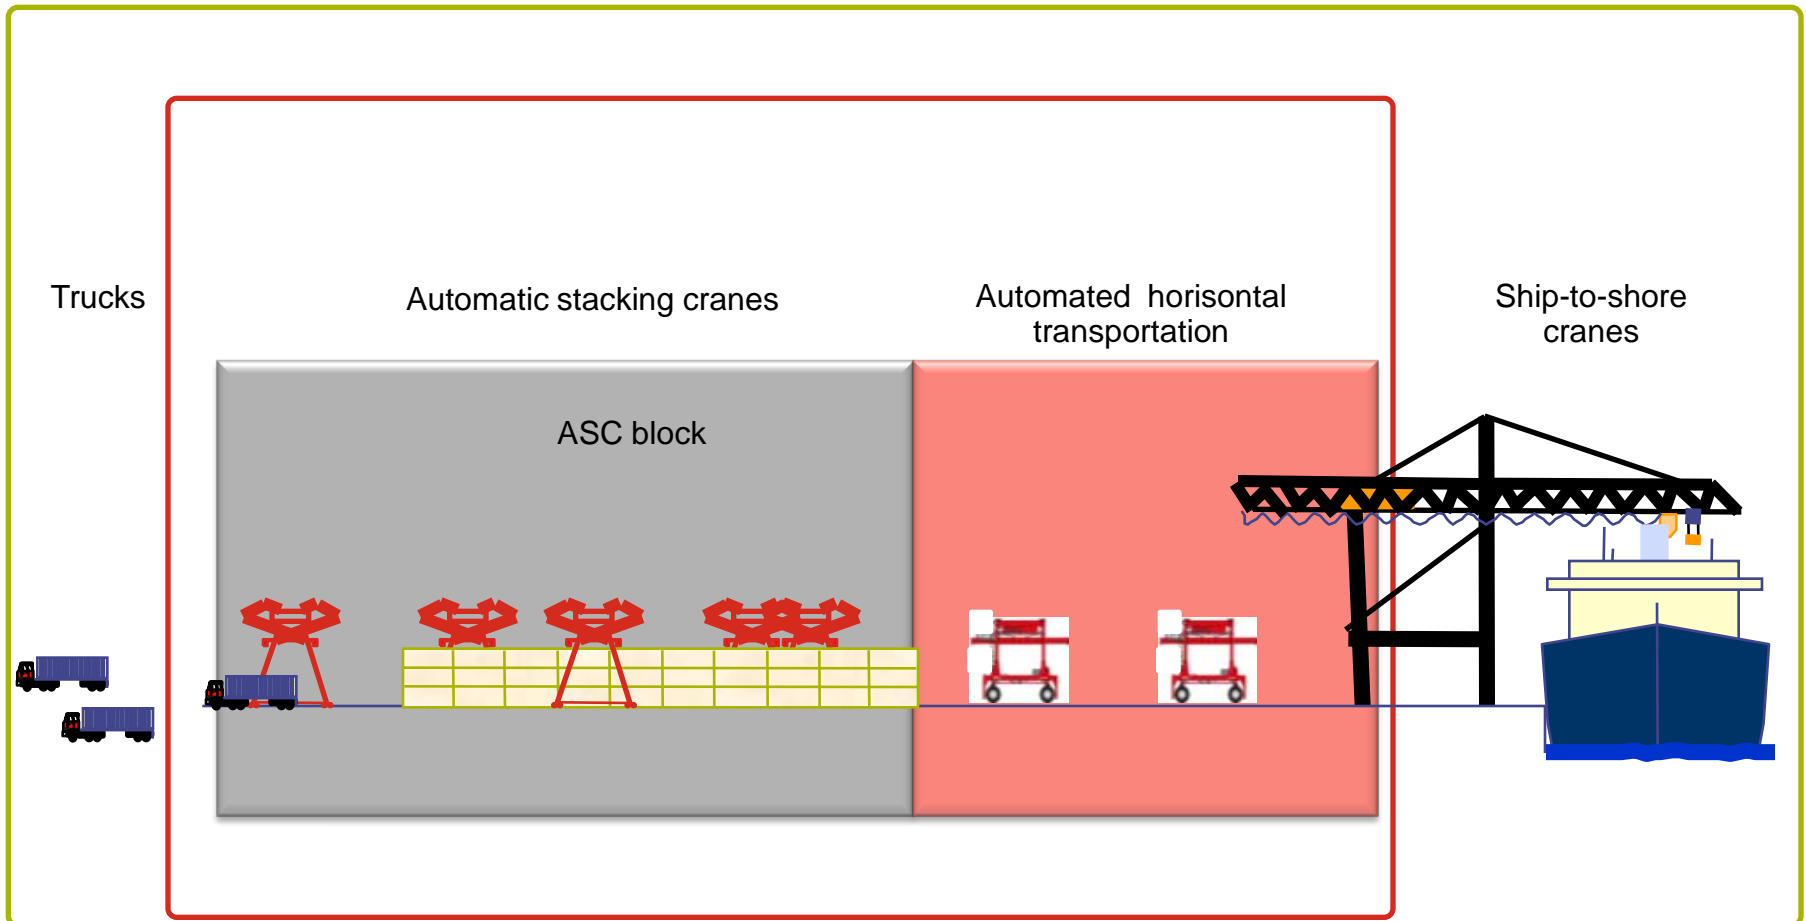 Trucks
Automatic stacking cranes
Automated horisontal
transportation
Ship-to-shore
cranes
ASC block